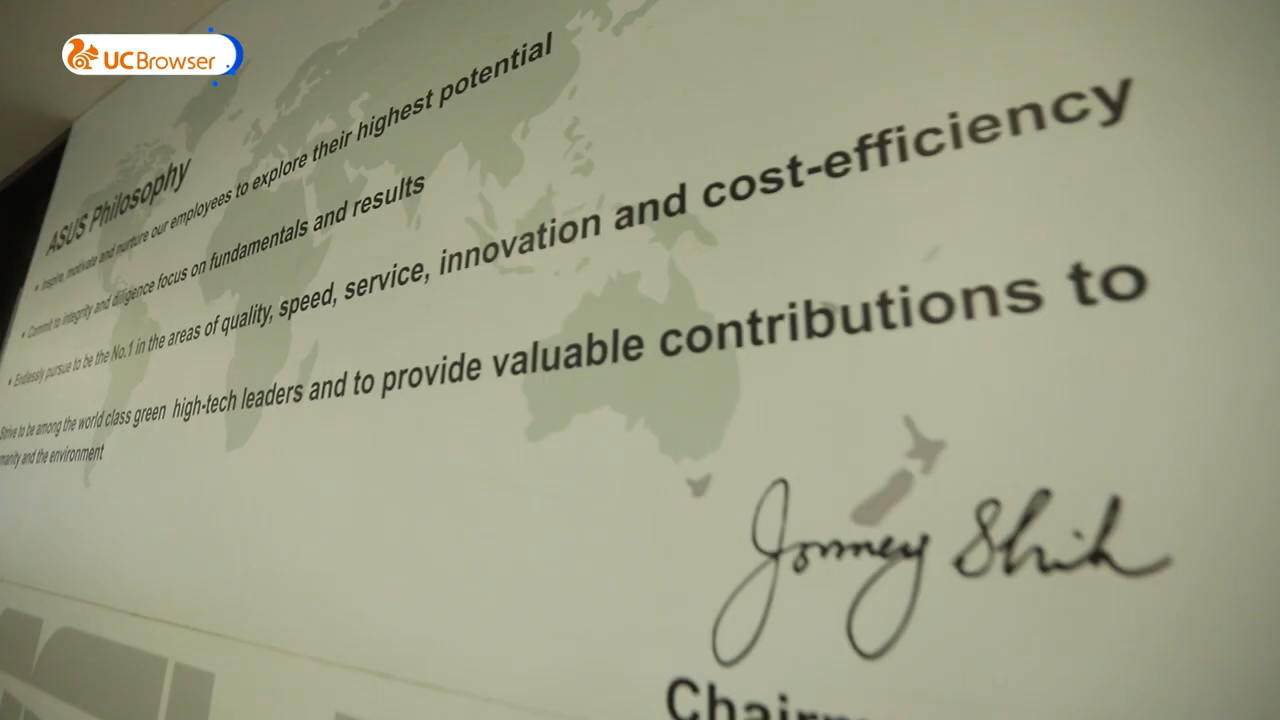 UC Browser
ASUS Philosophy
• Inspire, motivate and nurture our employees to explore their highest potential
• Commit to integrity and diligence focus on fundamentals and results
• Endlessly pursue to be the No.1 in the areas of quality, speed, service, innovation and cost-efficiency
Strive to be among the world class green high-tech leaders and to provide valuable contributions to
manity and the environment
Jonney Shih